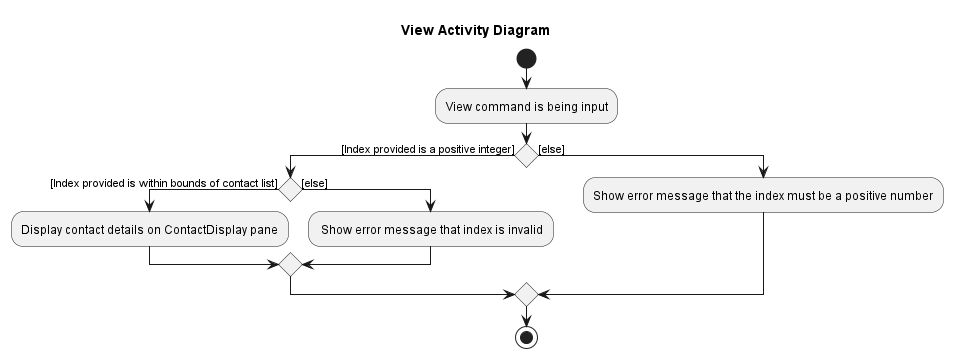 View Activity Diagram
View command is being input
[Index provided is a positive integer]
[else]
[Index provided is within bounds of contact list]
[else]
Show error message that the index must be a positive number
Display contact details on ContactDisplay pane
Show error message that index is invalid